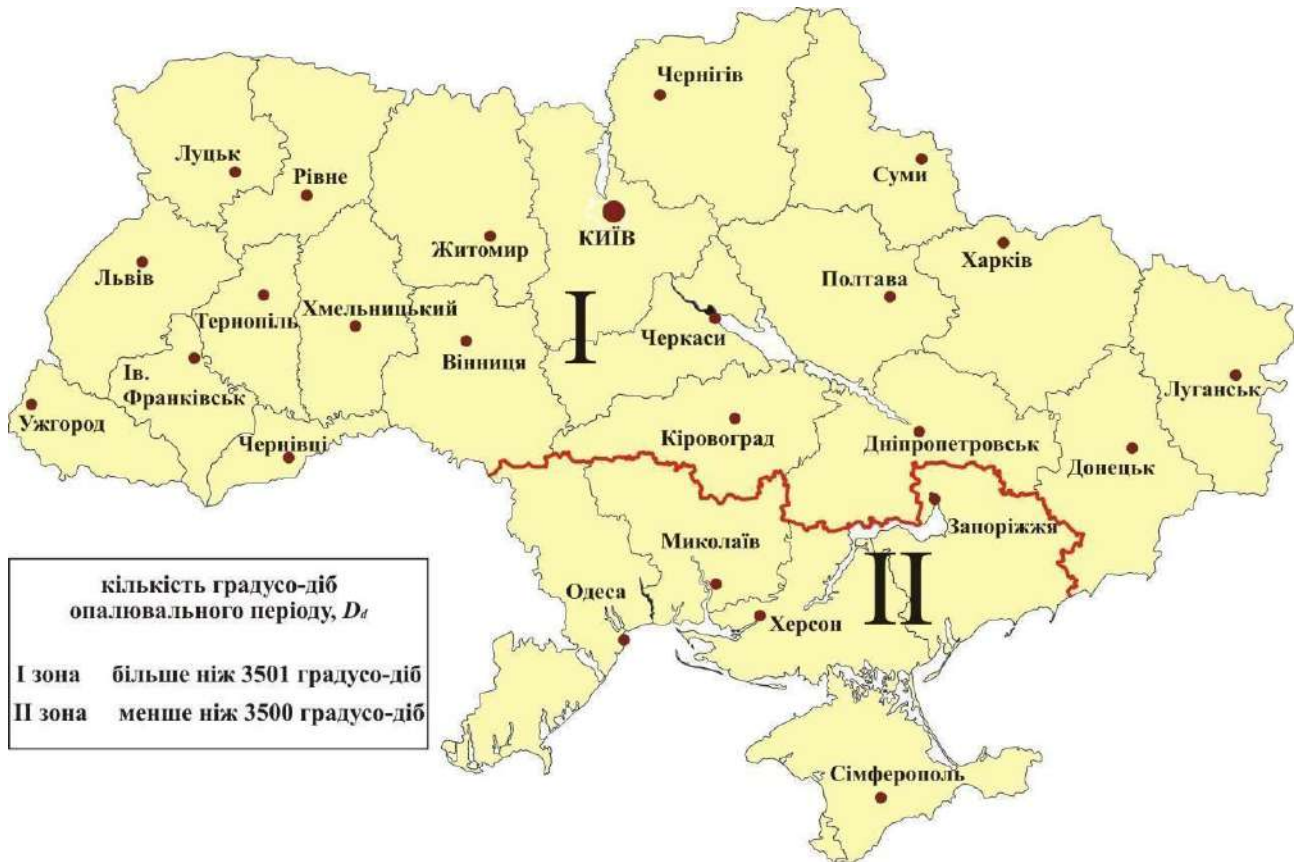 Чернігів
Луцьк
Рівне
Суми
Житомир
КИЇВ
Львів
Полтава
Харків
Тернопіль
Хмельницький
I
Вінниця
Черкаси
Ів.
Франківськ
Луганськ
Ужгород
Чернівці
Кіровоград
Дніпропетровськ
Донецьк
Запоріжжя
Миколаїв
II
Одеса
Херсон
Сімферополь
кількість градусо-діб
опалювального періоду, Dd
I зона більше ніж 3501 градусо-діб
II зона менше ніж 3500 градусо-діб